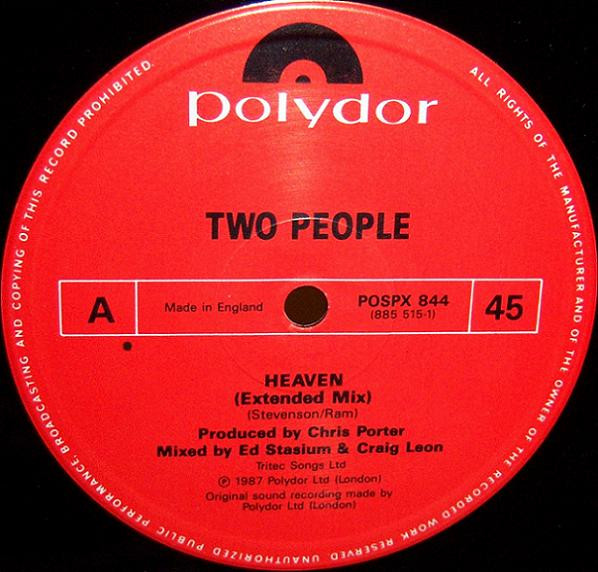 polydor
TWO PEOPLE
A
Made in England
POSPX 844
(885 515-1)
45
HEAVEN
(Extended Mix)
(Stevenson/Ram)
Produced by Chris Porter
Mixed by Ed Stasium & Craig Leon
Tritec Songs Ltd
℗ 1987 Polydor Ltd (London)
Original sound recording made by
Polydor Ltd (London)
ALL RIGHTS OF THE MANUFACTURER AND OF THE OWNER OF THE RECORDED WORK RESERVED UNAUTHORIZED PUBLIC PERFORMANCE, BROADCASTING AND COPYING OF THIS RECORD PROHIBITED.